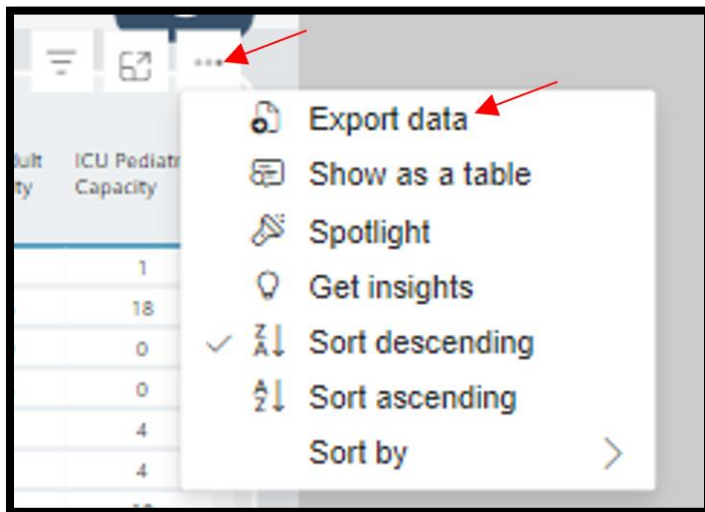 ICU
Capacity
1
18
0
0
4
4
Export data
Show as a table
Spotlight
Get insights
Sort descending
Sort ascending
Sort by